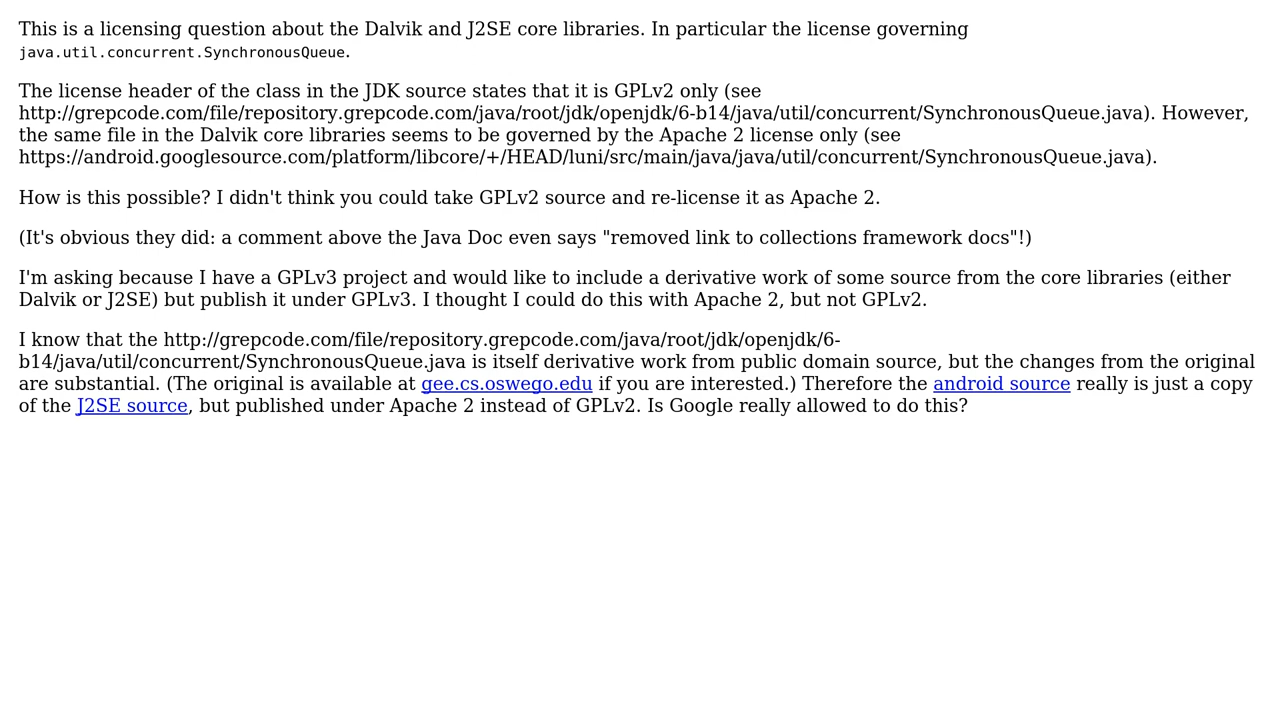 This is a licensing question about the Dalvik and J2SE core libraries. In particular the license governing
java.util.concurrent.SynchronousQueue.
The license header of the class in the JDK source states that it is GPLv2 only (see
http://grepcode.com/file/repository.grepcode.com/java/root/jdk/openjdk/6-b14/java/util/concurrent/SynchronousQueue.java). However,
the same file in the Dalvik core libraries seems to be governed by the Apache 2 license only (see
https://android.googlesource.com/platform/libcore/+/HEAD/luni/src/main/java/java/util/concurrent/SynchronousQueue.java).
How is this possible? I didn't think you could take GPLv2 source and re-license it as Apache 2.
(It's obvious they did: a comment above the Java Doc even says "removed link to collections framework docs"!)
I'm asking because I have a GPLv3 project and would like to include a derivative work of some source from the core libraries (either
Dalvik or J2SE) but publish it under GPLv3. I thought I could do this with Apache 2, but not GPLv2.
I know that the http://grepcode.com/file/repository.grepcode.com/java/root/jdk/openjdk/6-
b14/java/util/concurrent/SynchronousQueue.java is itself derivative work from public domain source, but the changes from the original
are substantial. (The original is available at gee.cs.oswego.edu if you are interested.) Therefore the android source really is just a copy
of the J2SE source, but published under Apache 2 instead of GPLv2. Is Google really allowed to do this?